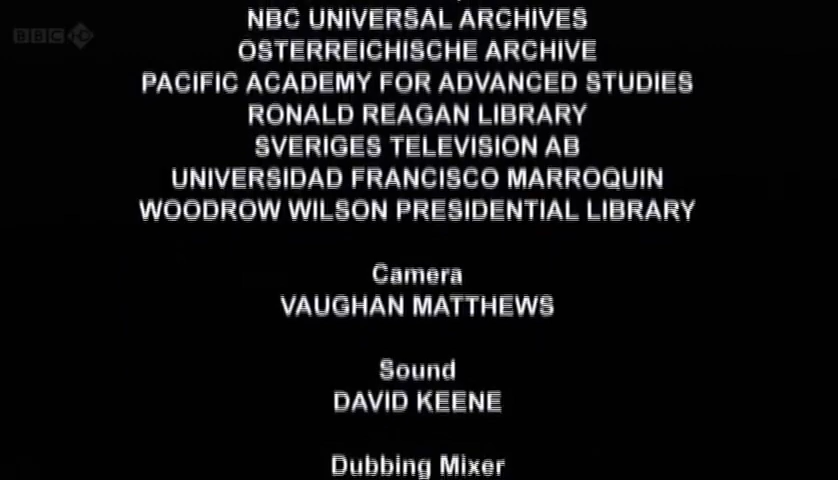 BBC
NBC UNIVERSAL ARCHIVES
OSTERREICHISCHE ARCHIVE
PACIFIC ACADEMY FOR ADVANCED STUDIES
RONALD REAGAN LIBRARY
SVERIGES TELEVISION AB
UNIVERSIDAD FRANCISCO MARROQUIN
WOODROW WILSON PRESIDENTIAL LIBRARY
Camera
VAUGHAN MATTHEWS
Sound
DAVID KEENE
Dubbing Mixer